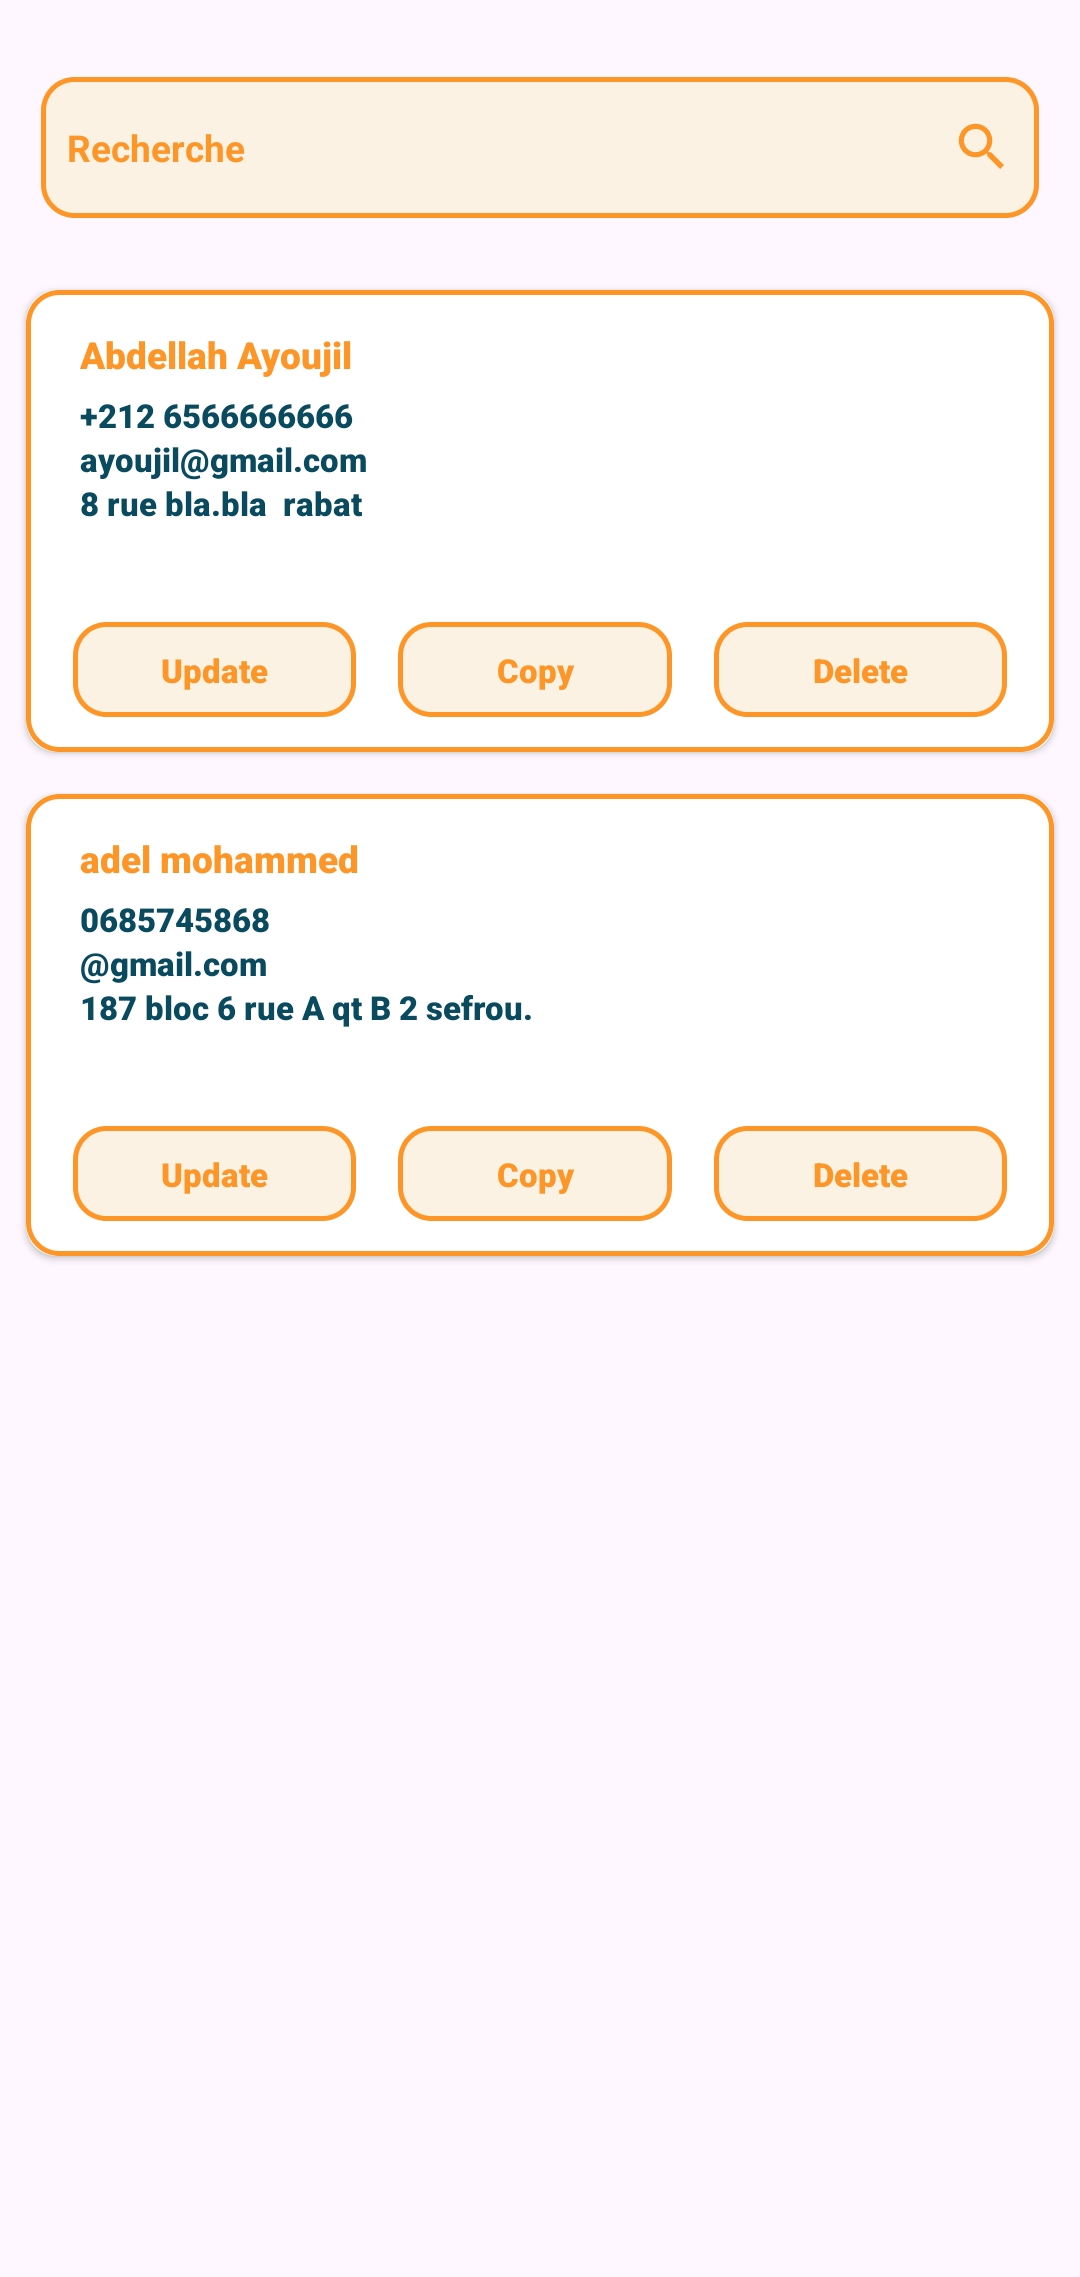 Recherche
Abdellah Ayoujil
+212 6566666666
ayoujil@gmail.com
8 rue bla.bla  rabat
Update Copy Delete
adel mohammed
0685745868
@gmail.com
187 bloc 6 rue A qt B 2 sefrou.
Update Copy Delete